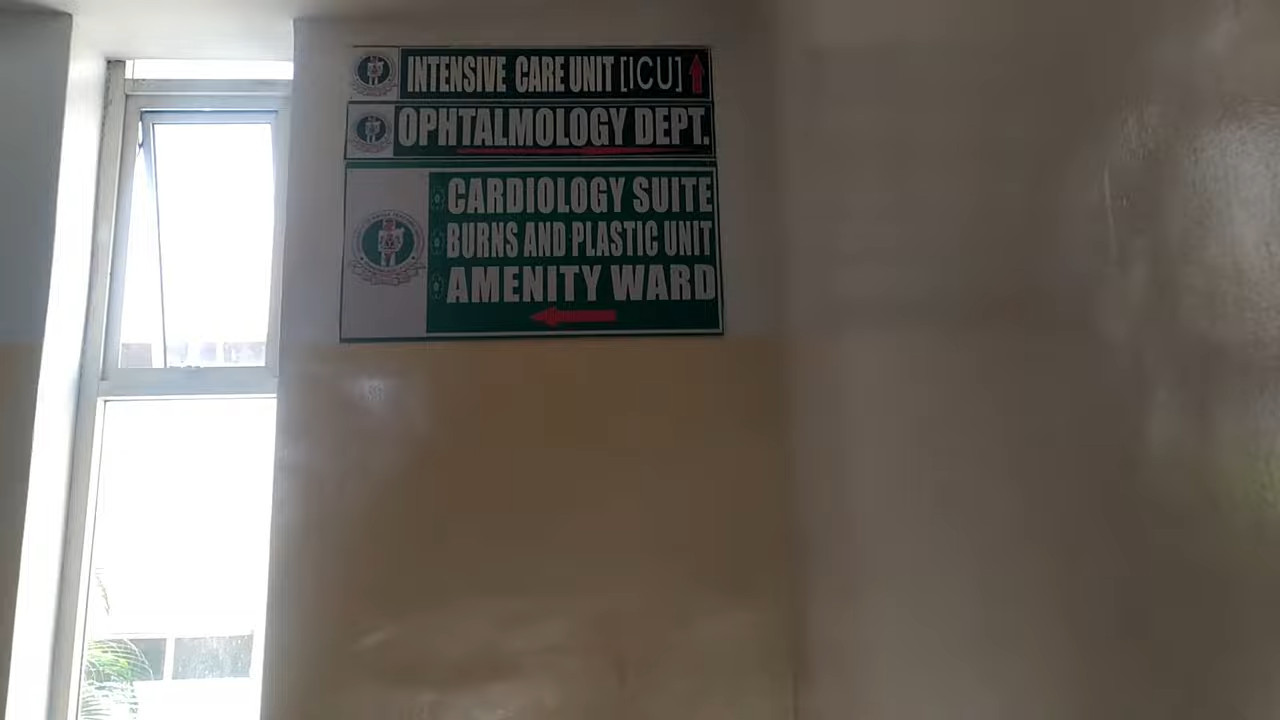 INTENSIVE CARE UNIT [ICU]
OPHTALMOLOGY DEPT.
CARDIOLOGY SUITE
BURNS AND PLASTIC UNIT
AMENITY WARD